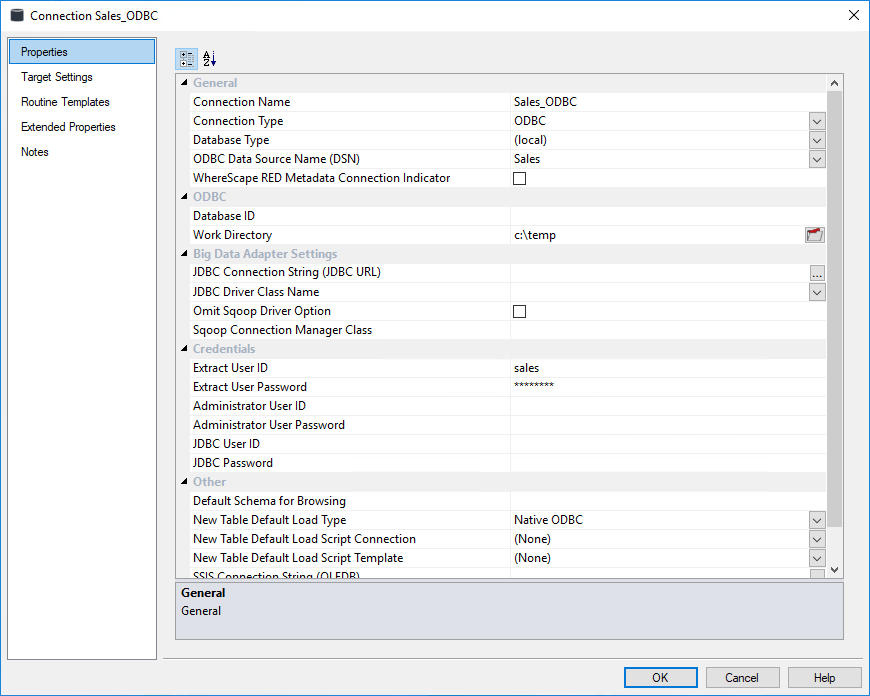 Connection Sales_ODBC
Properties
Target Settings
Routine Templates
Extended Properties
Notes
A Z
General
Connection Name Sales_ODBC
Connection Type ODBC
Database Type (local)
ODBC Data Source Name (DSN) Sales
WhereScape RED Metadata Connection Indicator
ODBC
Database ID
Work Directory c:\temp
Big Data Adapter Settings
JDBC Connection String (JDBC URL) ...
JDBC Driver Class Name
Omit Sqoop Driver Option
Sqoop Connection Manager Class
Credentials
Extract User ID sales
Extract User Password ********
Administrator User ID
Administrator User Password
JDBC User ID
JDBC Password
Other
Default Schema for Browsing
New Table Default Load Type Native ODBC
New Table Default Load Script Connection (None)
New Table Default Load Script Template (None)
SSIS Connection String (OLEDB)
General
General
OK Cancel Help